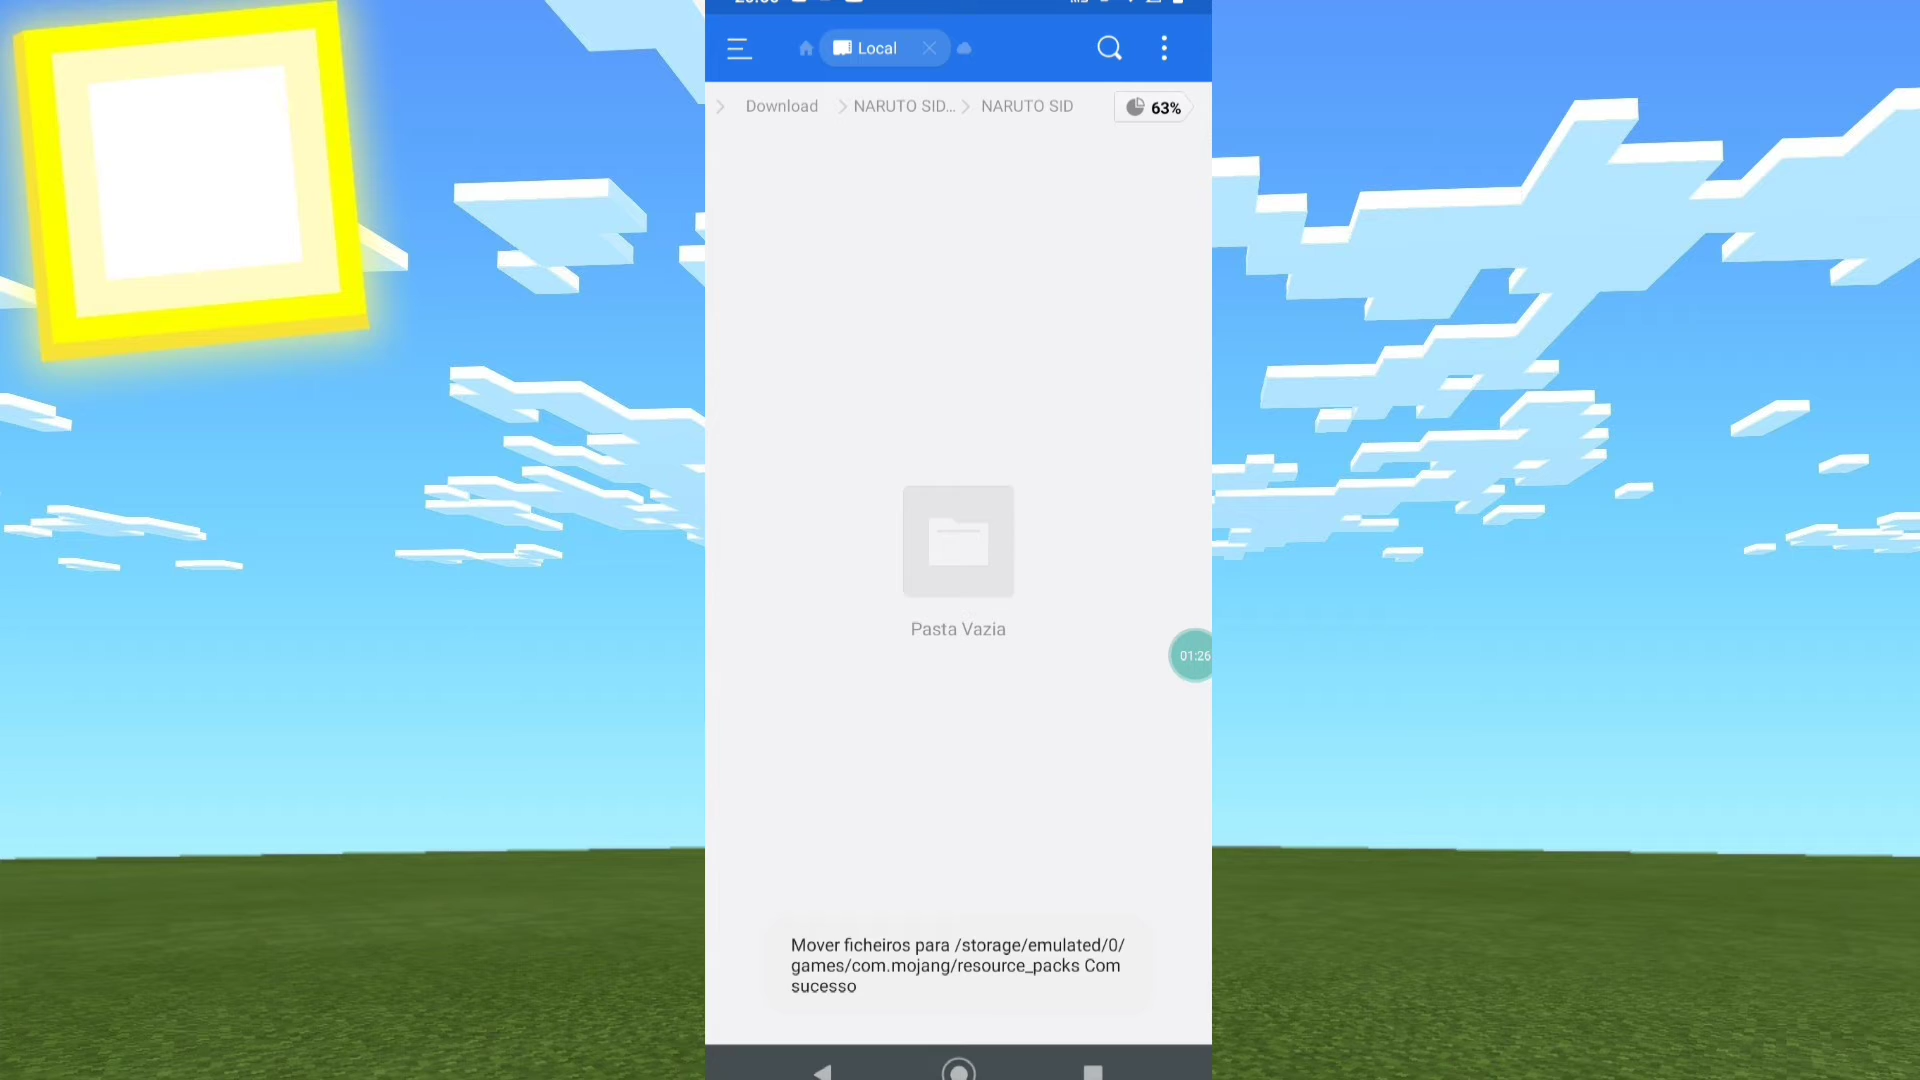 Local
Download
NARUTO SID...
NARUTO SID
63%
Pasta Vazia
01:26
Mover ficheiros para /storage/emulated/0/
games/com.mojang/resource_packs Com
sucesso